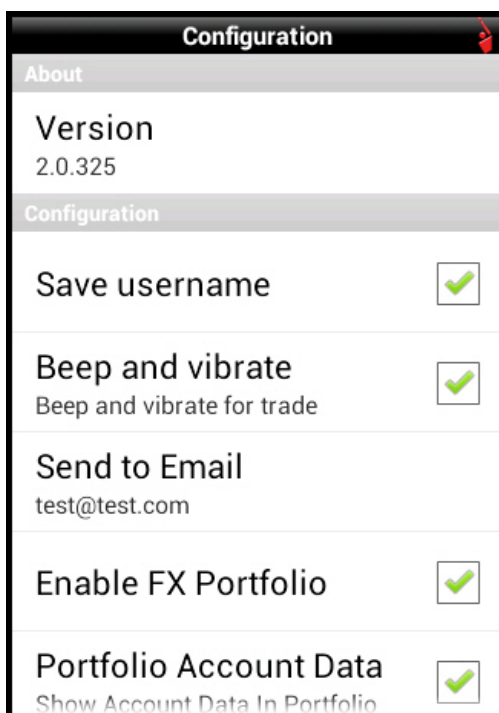 Configuration
About
Version
2.0.325
Configuration
Save username
Beep and vibrate
Beep and vibrate for trade
Send to Email
test@test.com
Enable FX Portfolio
Portfolio Account Data
Show Account Data In Portfolio